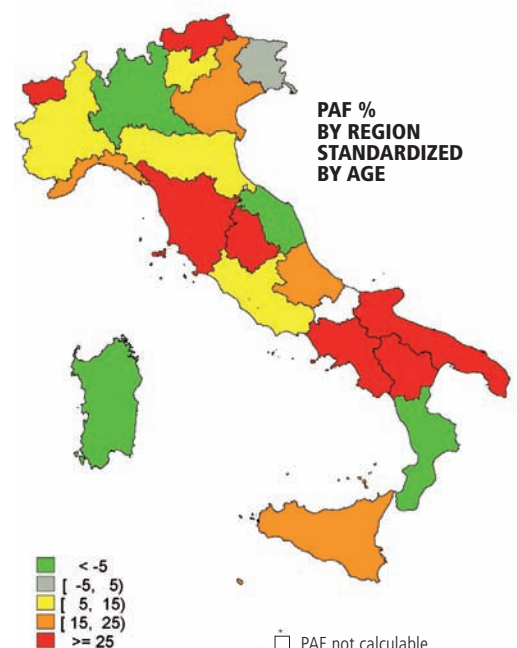 PAF %
BY REGION
STANDARDIZED
BY AGE
< -5
[ -5, 5)
[ 5, 15)
[ 15, 25)
>= 25
* PAF not calculable